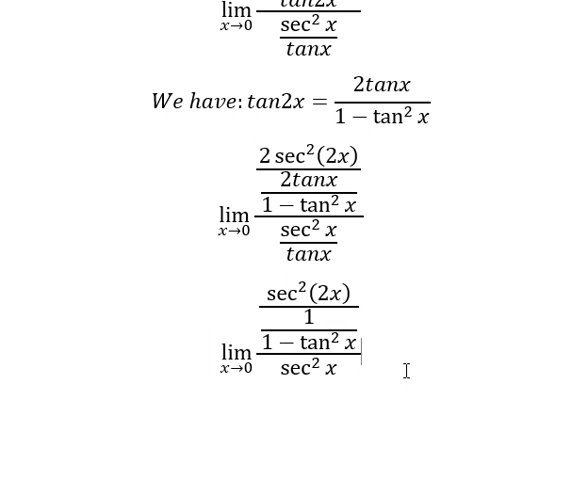 tan2x
lim x→0
sec² x
tanx
We have: tan2x = 2tanx
1 − tan² x
2 sec²(2x)
2tanx
1 − tan² x
lim x→0
sec² x
tanx
sec²(2x)
1
1 − tan² x
lim x→0
sec² x